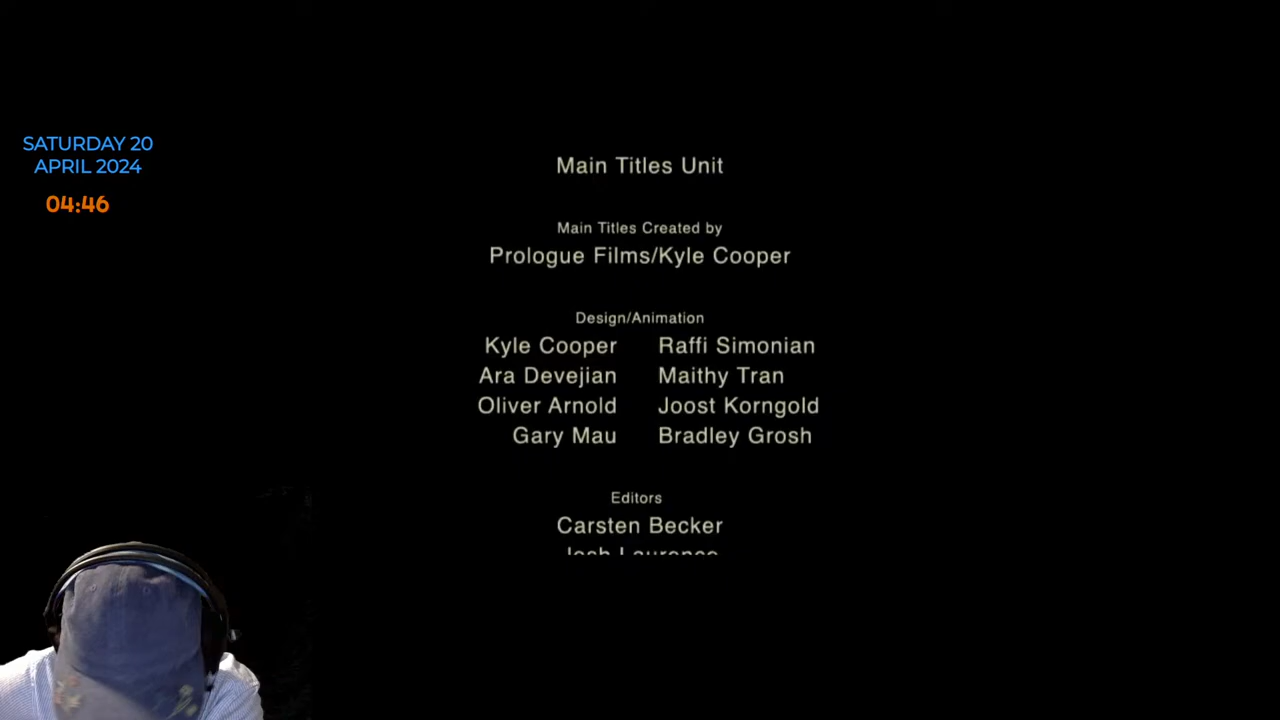 SATURDAY 20
APRIL 2024
04:46
Main Titles Unit
Main Titles Created by
Prologue Films/Kyle Cooper
Design/Animation
Kyle Cooper Raffi Simonian
Ara Devejian Maithy Tran
Oliver Arnold Joost Korngold
Gary Mau Bradley Grosh
Editors
Carsten Becker
Josh Laurence